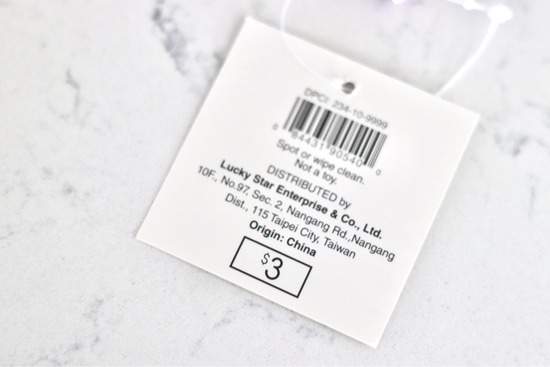 DPCI: 234-10-9999
0 84431 90540 0
Spot or wipe clean.
Not a toy.
DISTRIBUTED by
Lucky Star Enterprise & Co., Ltd.
10F., No.97, Sec. 2, Nangang Rd.,Nangang
Dist., 115 Taipei City, Taiwan
Origin: China
$3